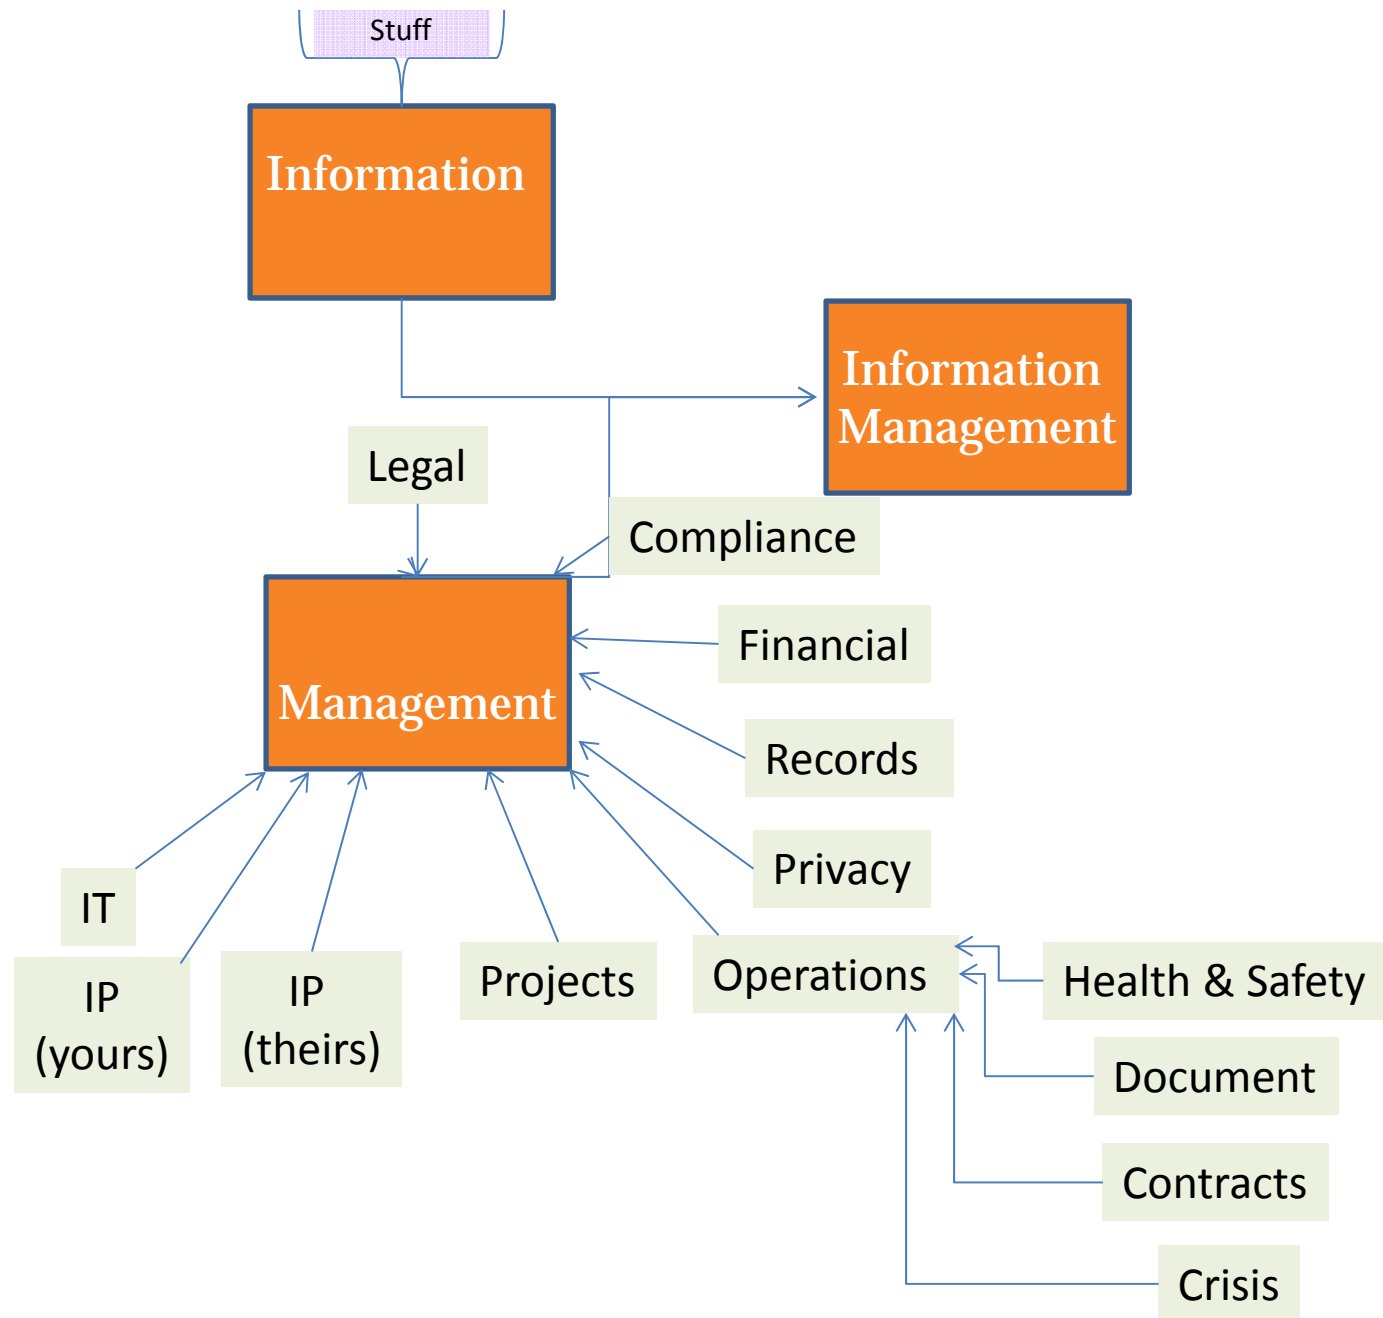 Stuff
Information
Information
Management
Legal
Compliance
Financial
Management
Records
Privacy
IT
Operations
Projects
Health & Safety
IP
(yours)
IP
(theirs)
Document
Contracts
Crisis